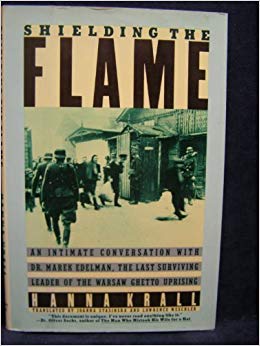 SHIELDING THE
FLAME
AN INTIMATE CONVERSATION WITH
DR. MAREK EDELMAN, THE LAST SURVIVING
LEADER OF THE WARSAW GHETTO UPRISING
HANNA KRALL
TRANSLATED BY JOANNA STASINSKA AND LAWRENCE WESCHLER
"This document is unique. I've never read anything like it."
—Dr. Oliver Sacks, author of The Man Who Mistook His Wife for a Hat